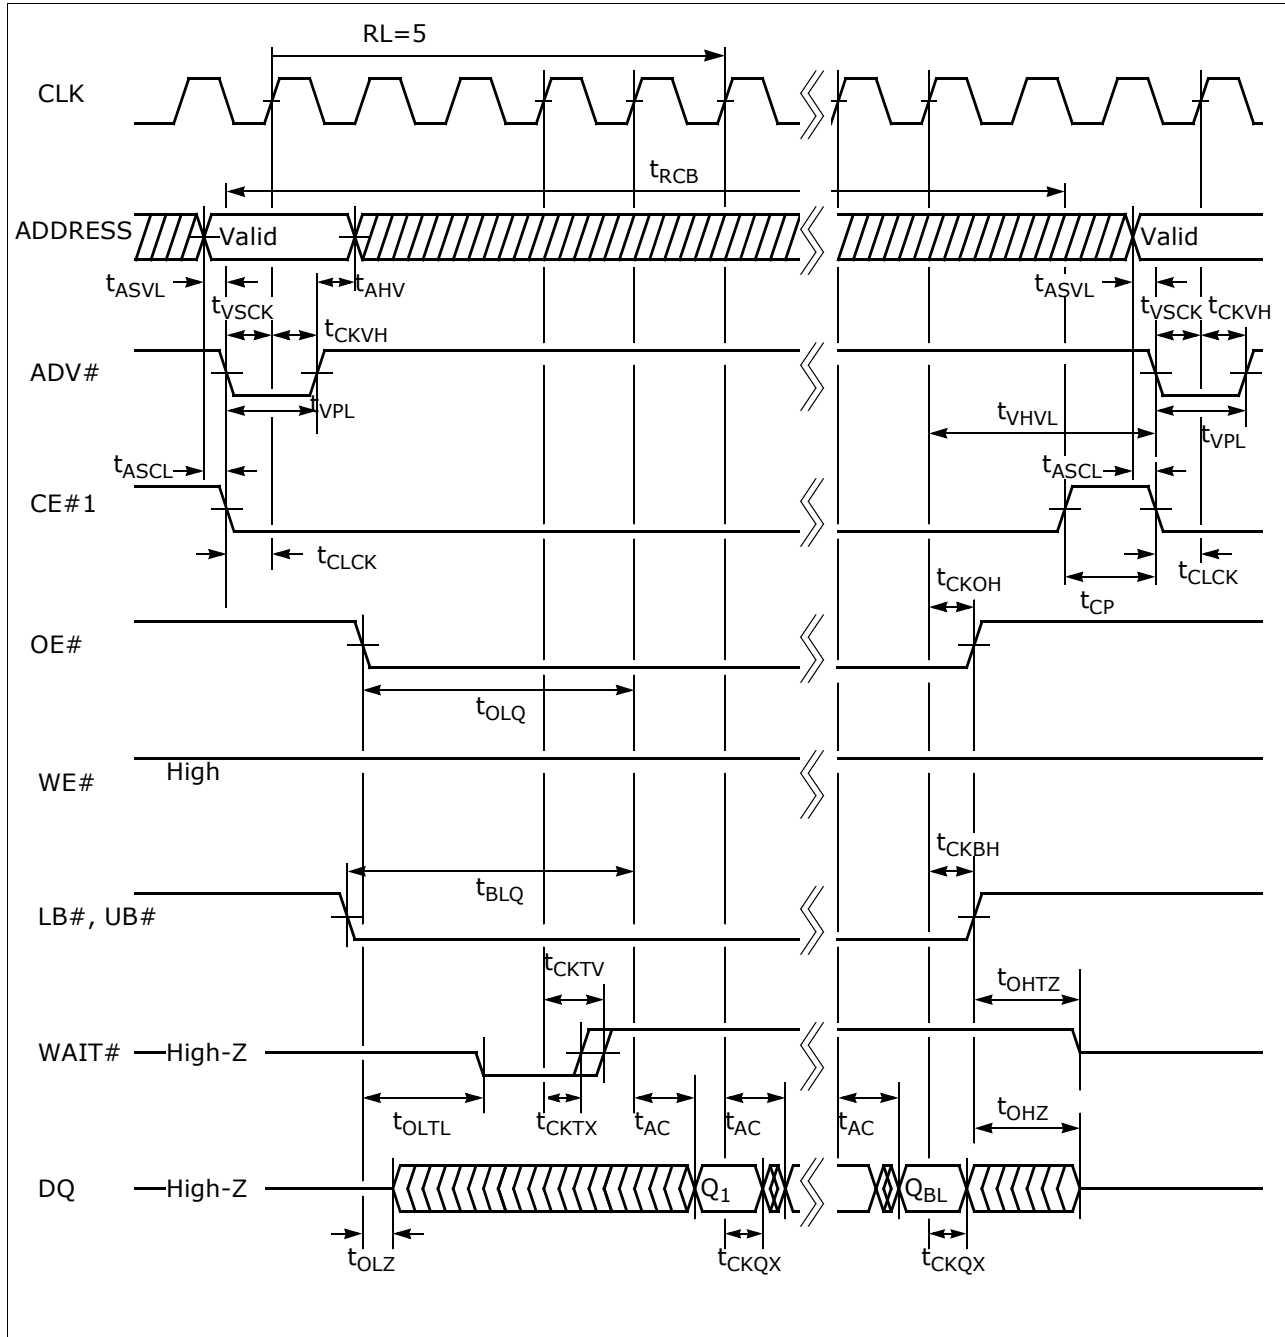 RL=5
CLK
tRCB
ADDRESS Valid Valid
tASVL tAHV tASVL
tVSCK tCKVH tVSCK tCKVH
ADV#
tVPL tVHVL tVPL
tASCL tASCL
CE#1
tCLCK tCKOH tCP tCLCK
OE#
tOLQ
WE# High
tCKBH
tBLQ
LB#, UB#
tCKTV tOHTZ
WAIT# High-Z
tOLTL tCKTX tAC tAC tAC tOHZ
DQ High-Z Q1 QBL
tOLZ tCKQX tCKQX